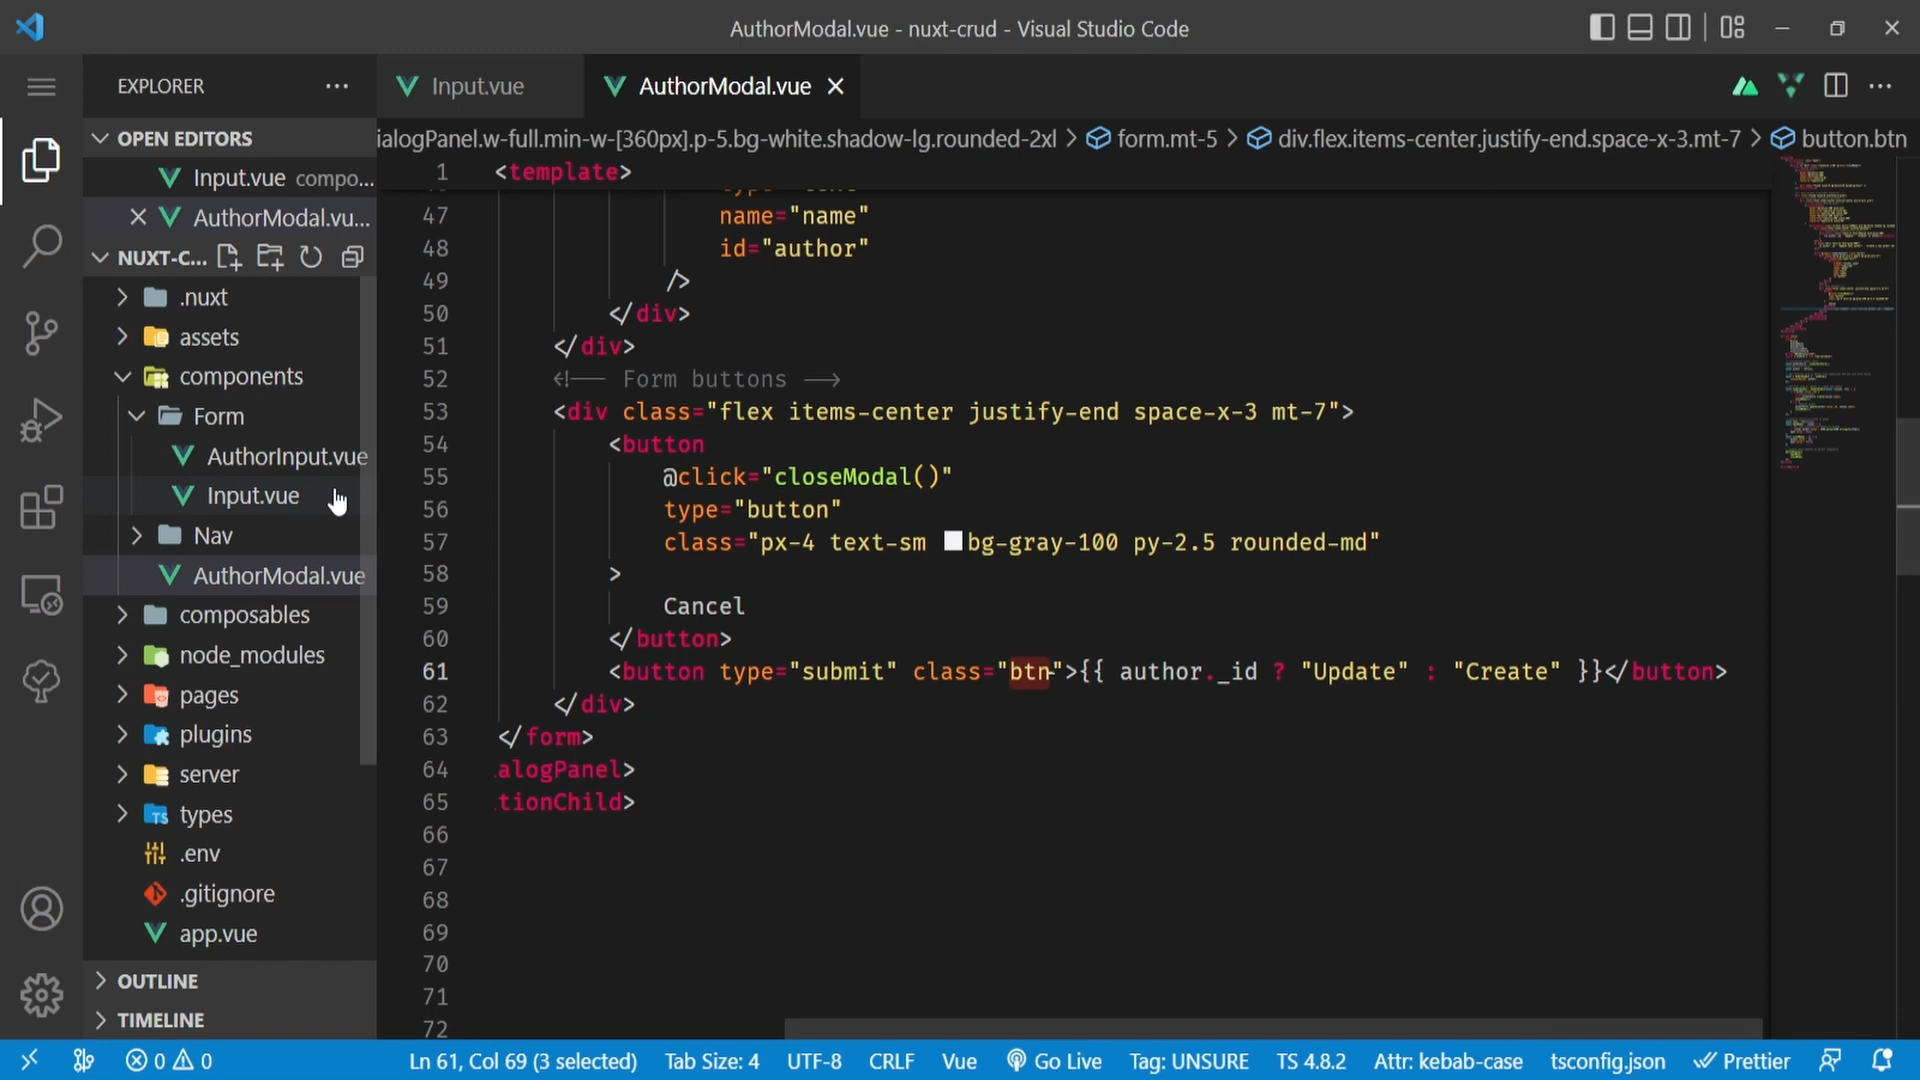 AuthorModal.vue - nuxt-crud - Visual Studio Code
EXPLORER
Input.vue
AuthorModal.vue
OPEN EDITORS
ialogPanel.w-full.min-w-[360px].p-5.bg-white.shadow-lg.rounded-2xl > form.mt-5 > div.flex.items-center.justify-end.space-x-3.mt-7 > button.btn
Input.vue compo...
AuthorModal.vu...
NUXT-C...
.nuxt
assets
components
Form
AuthorInput.vue
Input.vue
Nav
AuthorModal.vue
composables
node_modules
pages
plugins
server
types
.env
.gitignore
app.vue
OUTLINE
TIMELINE
1 <template>
47 name="name"
48 id="author"
49 />
50 </div>
51 </div>
52 <!-- Form buttons -->
53 <div class="flex items-center justify-end space-x-3 mt-7">
54 <button
55 @click="closeModal()"
56 type="button"
57 class="px-4 text-sm bg-gray-100 py-2.5 rounded-md"
58 >
59 Cancel
60 </button>
61 <button type="submit" class="btn">{{ author._id ? "Update" : "Create" }}</button>
62 </div>
63 </form>
64 alogPanel>
65 tionChild>
66
67
68
69
70
71
72
0 0 Ln 61, Col 69 (3 selected) Tab Size: 4 UTF-8 CRLF Vue Go Live Tag: UNSURE TS 4.8.2 Attr: kebab-case tsconfig.json Prettier